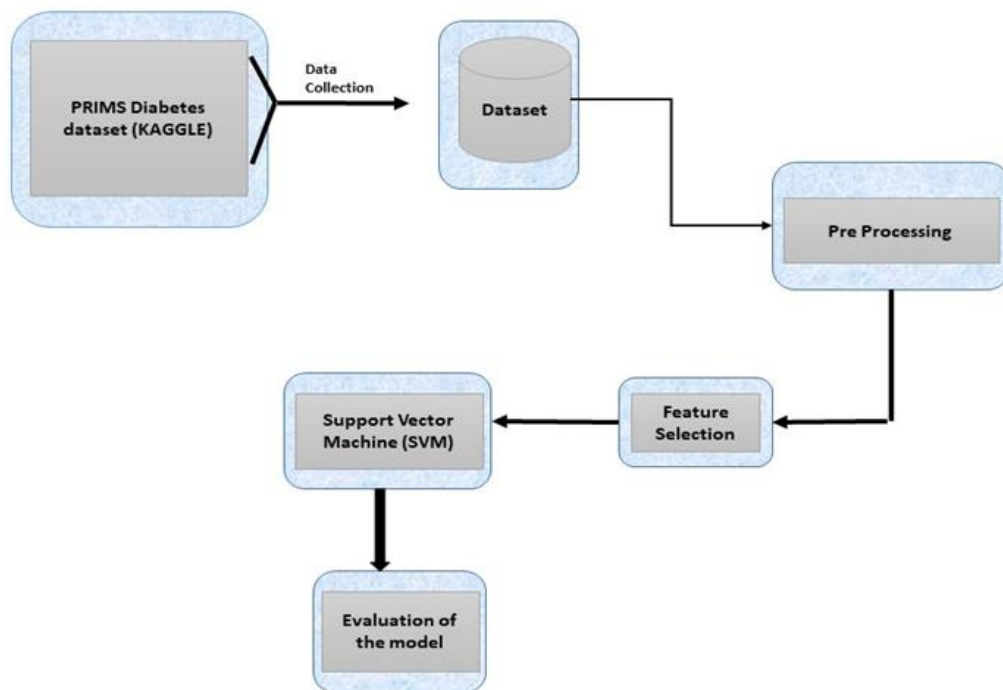 PRIMS Diabetes
dataset (KAGGLE)
Data
Collection
Dataset
Pre Processing
Feature
Selection
Support Vector
Machine (SVM)
Evaluation of
the model